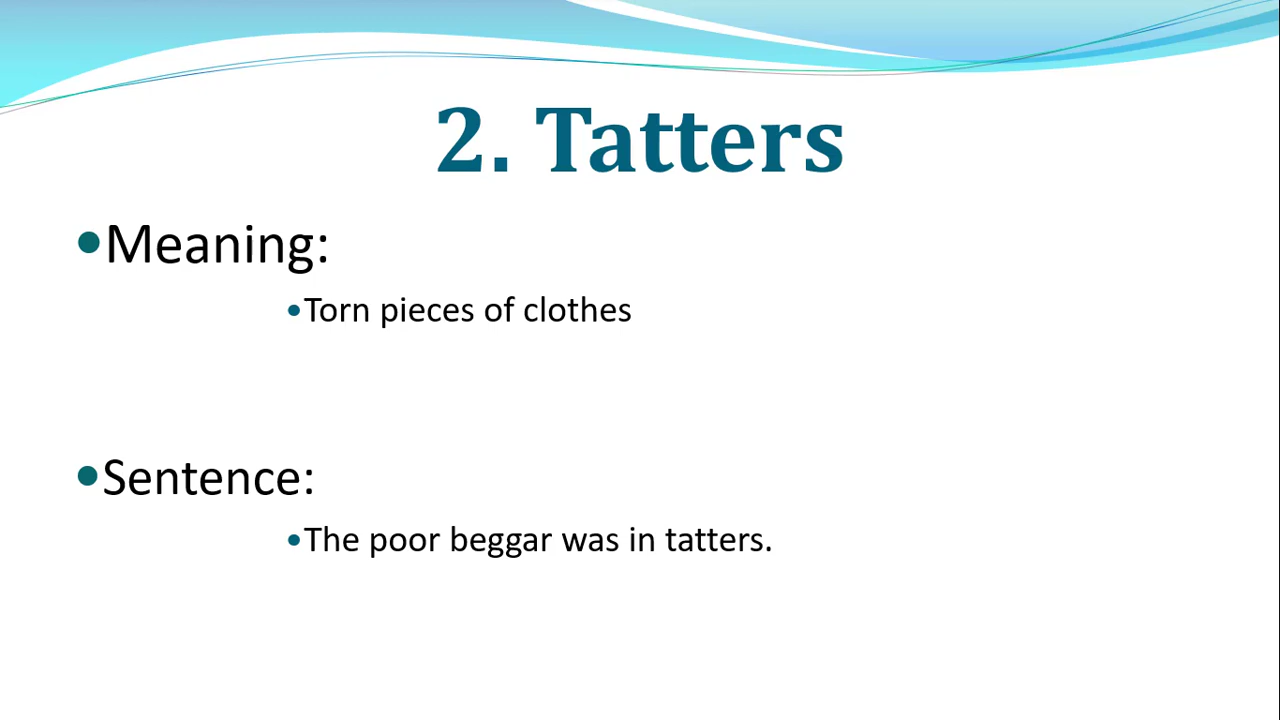 2. Tatters
•Meaning:
•Torn pieces of clothes
•Sentence:
•The poor beggar was in tatters.